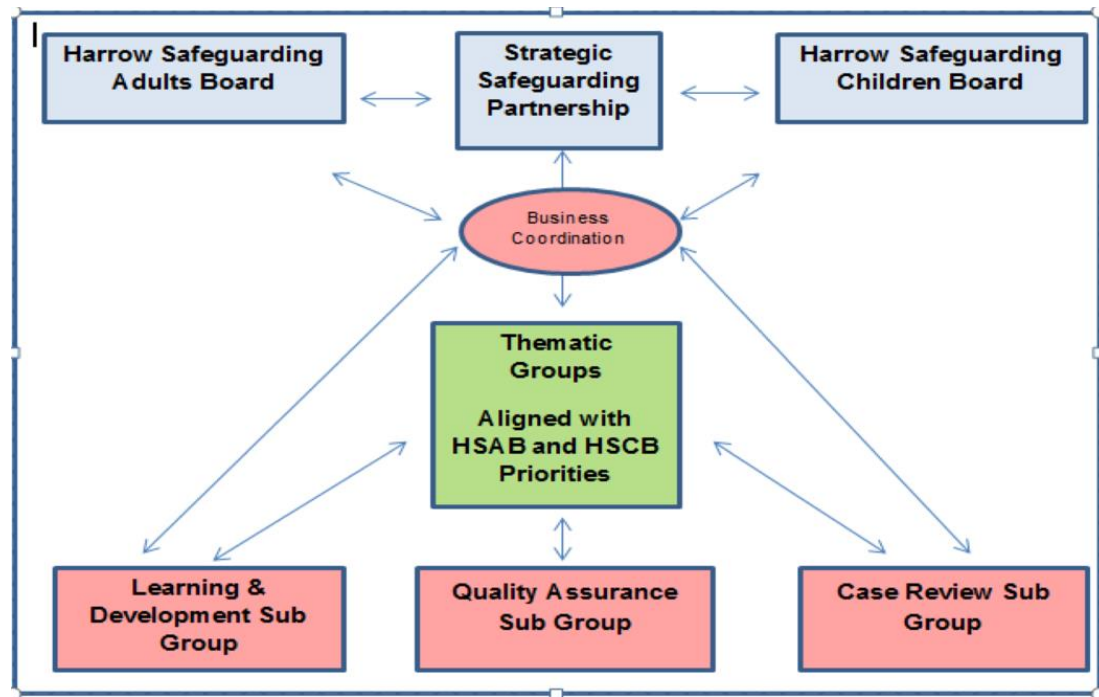 Harrow Safeguarding
Adults Board
Strategic
Safeguarding
Partnership
Harrow Safeguarding
Children Board
Business
Coordination
Thematic
Groups
Aligned with
HSAB and HSCB
Priorities
Learning &
Development Sub
Group
Quality Assurance
Sub Group
Case Review Sub
Group